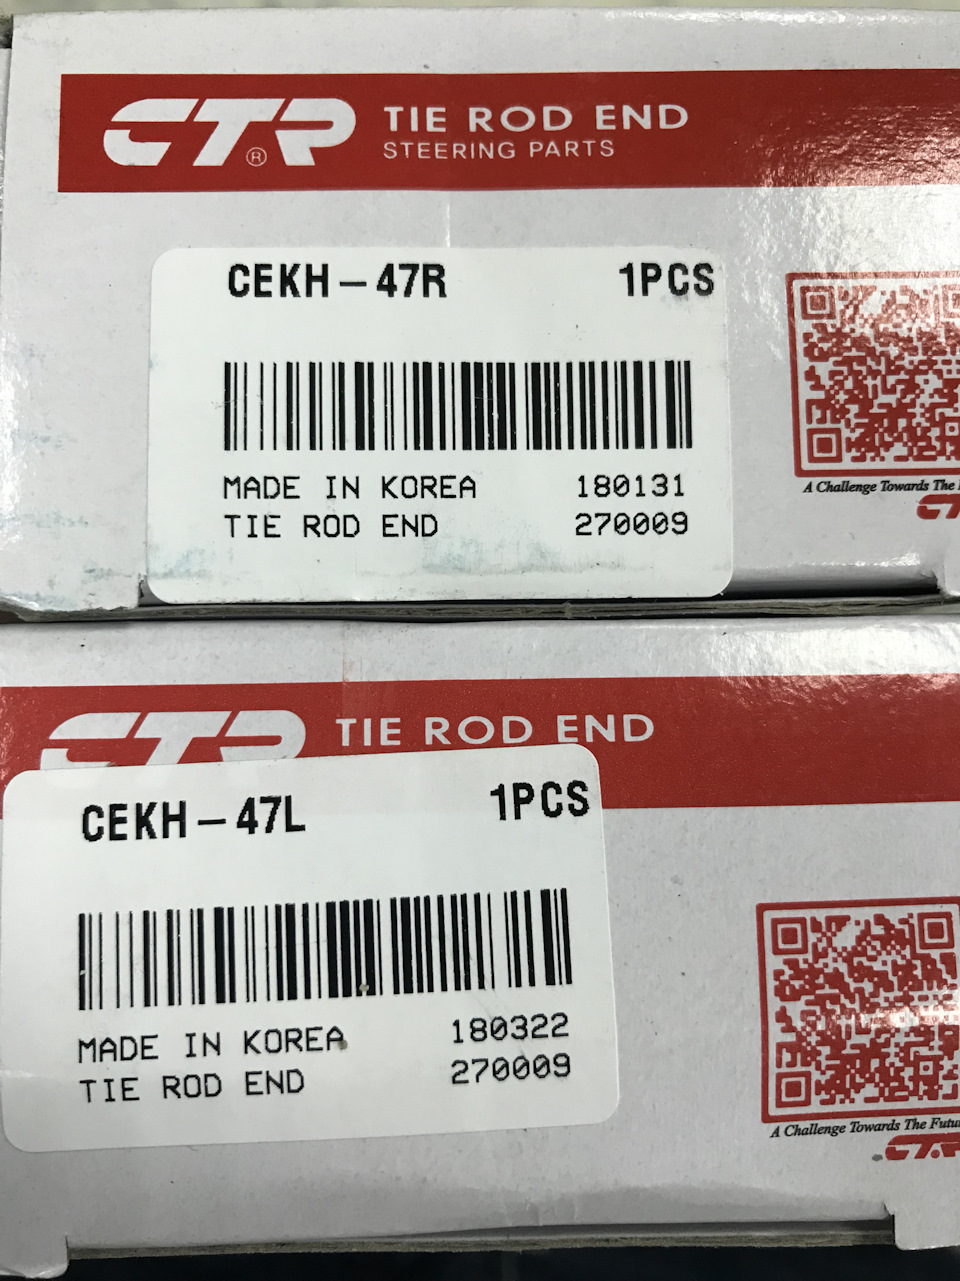 CTR® TIE ROD END
STEERING PARTS
CEKH-47R 1PCS
MADE IN KOREA 180131
TIE ROD END 270009
A Challenge Towards The
CTR TIE ROD END
CEKH-47L 1PCS
MADE IN KOREA 180322
TIE ROD END 270009
A Challenge Towards The
CTR